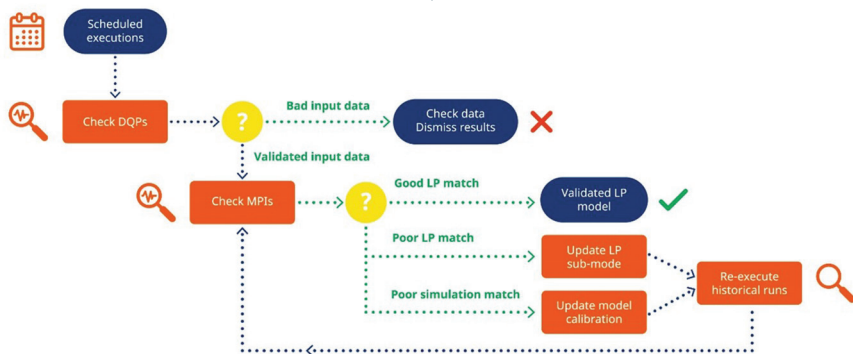 Scheduled
executions
Check DQPs
?
Bad input data
Check data
Dismiss results
Validated input data
Check MPIs
?
Good LP match
Validated LP
model
Poor LP match
Update LP
sub-mode
Re-execute
historical runs
Poor simulation match
Update model
calibration